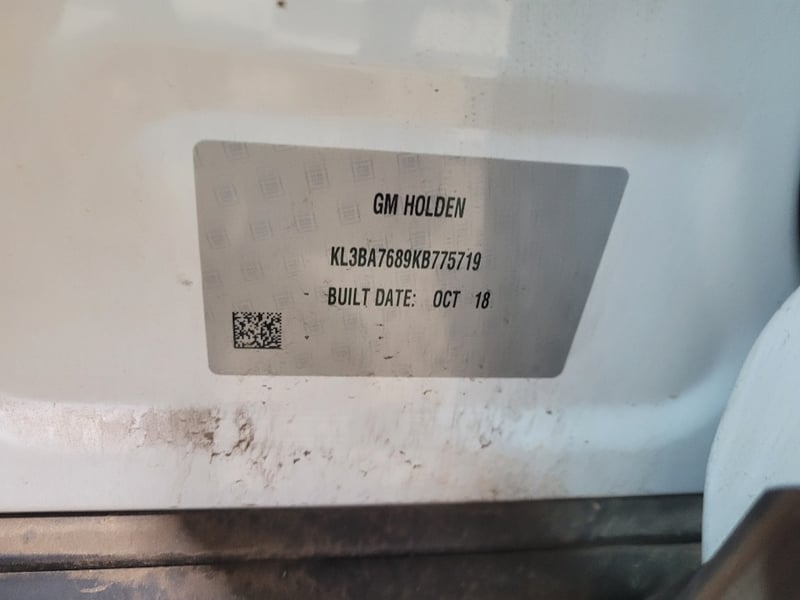 GM HOLDEN
KL3BA7689KB775719
BUILT DATE: OCT 18